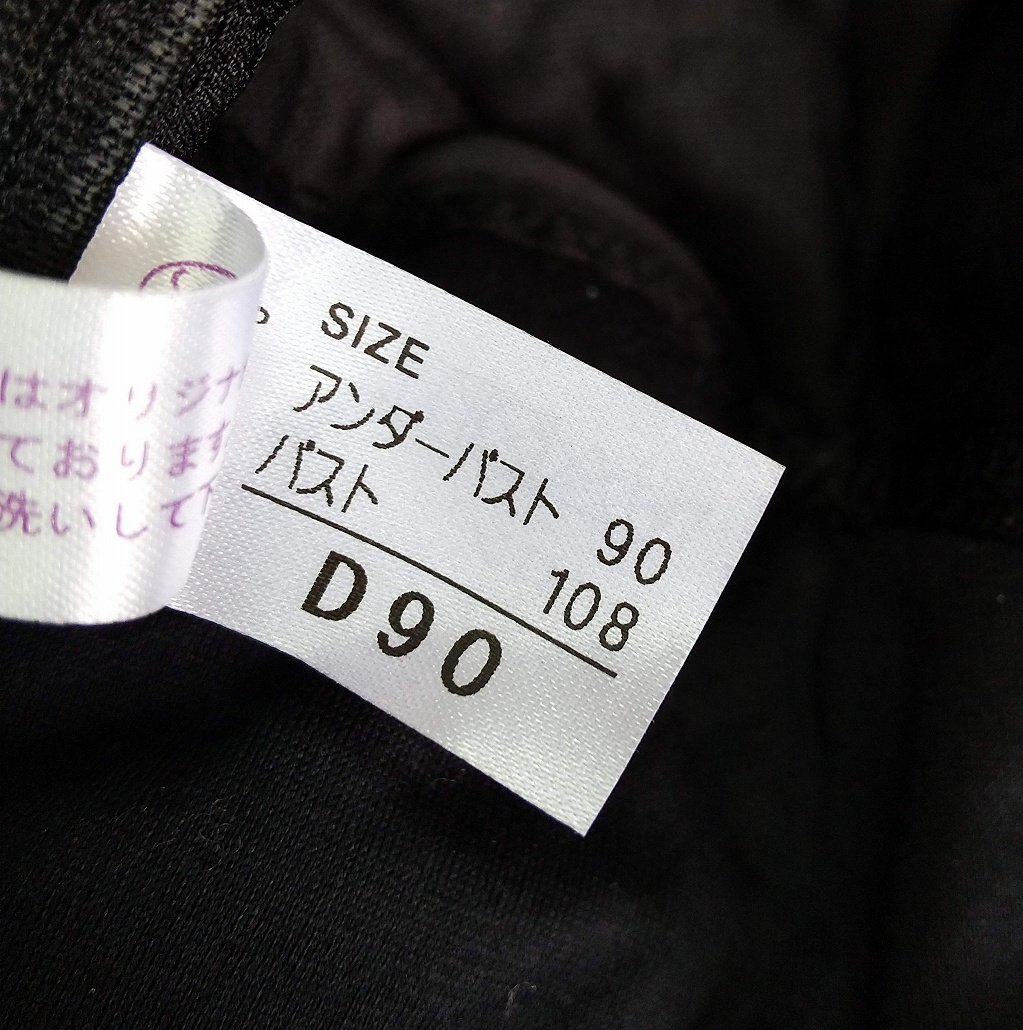 SIZE
アンダーバスト 90
バスト 108
D90
はオリジナ
ております
洗いして